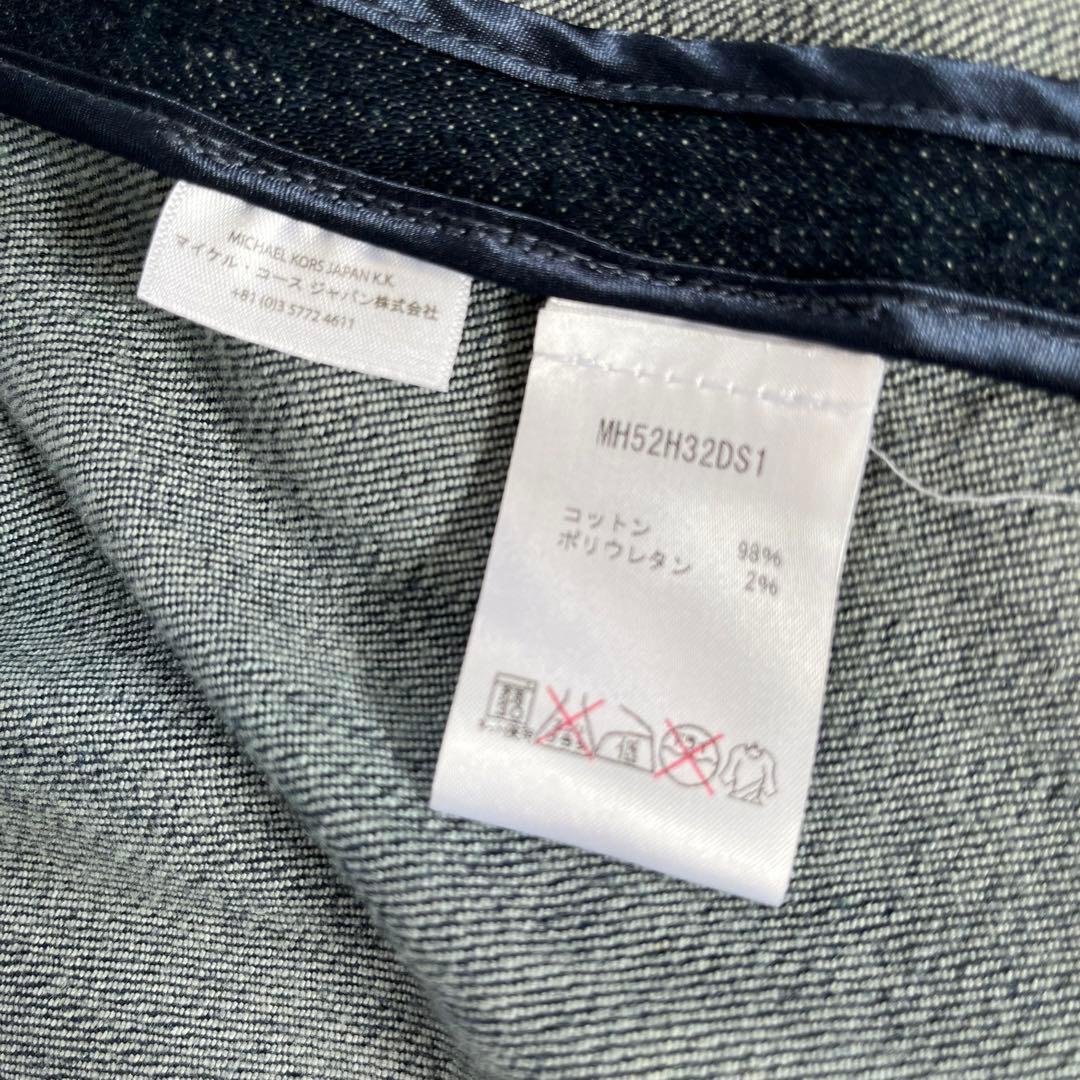 MICHAEL KORS JAPAN K.K.
マイケル・コース ジャパン株式会社
+81 (0)3 5772 4611
MH52H32DS1
コットン 98%
ポリウレタン 2%
低